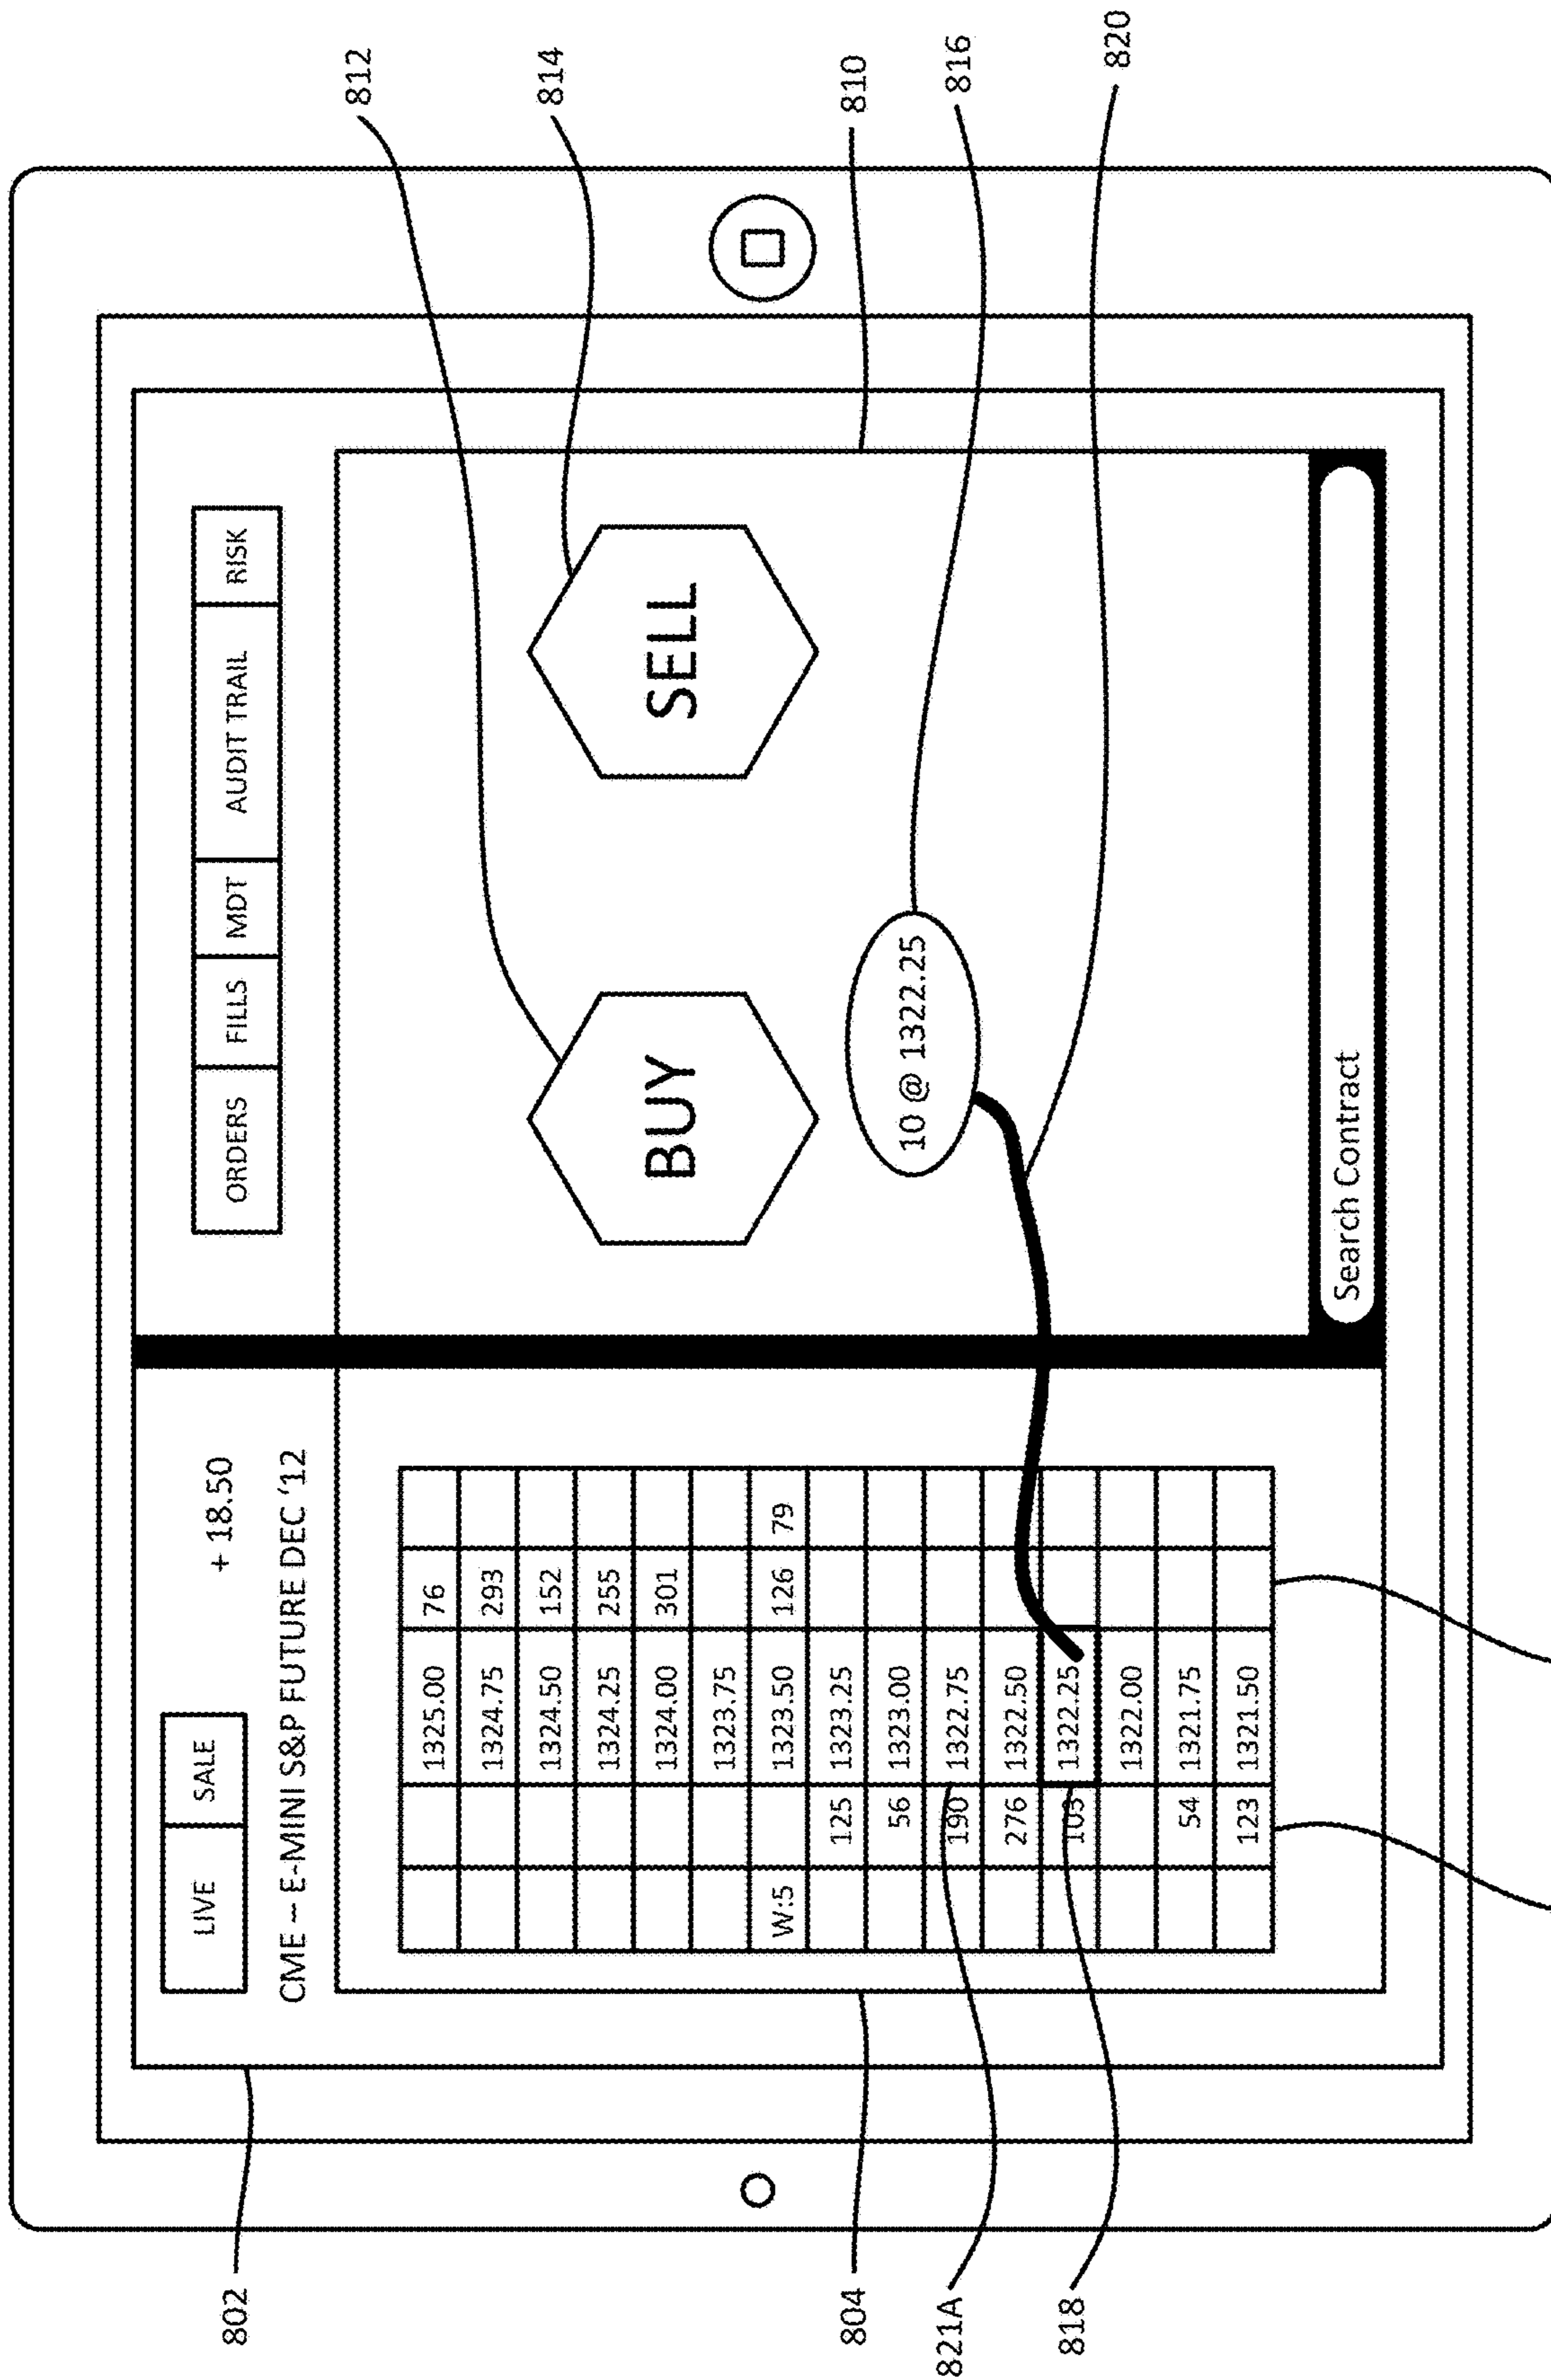 812
814
810
816
820
LIVE SALE
+ 18.50
CME – E-MINI S&P FUTURE DEC '12
ORDERS FILLS MDT AUDIT TRAIL RISK
1325.00 76
1324.75 293
1324.50 152
1324.25 255
1324.00 301
1323.75
W:5 1323.50 126 79
125 1323.25
56 1323.00
190 1322.75
276 1322.50
103 1322.25
1322.00
54 1321.75
123 1321.50
BUY
SELL
10 @ 1322.25
Search Contract
802
804
821A
818